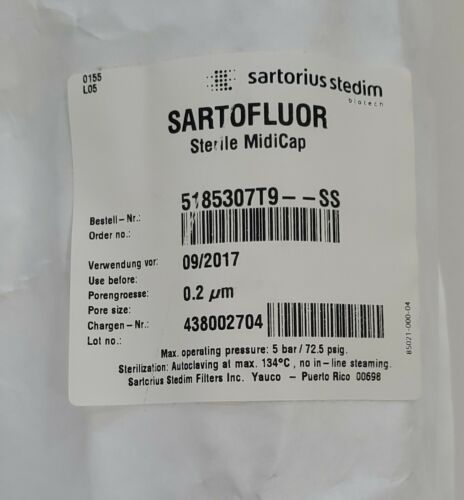 0155
L05
sartorius stedim
biotech
SARTOFLUOR
Sterile MidiCap
5185307T9--SS
Bestell-Nr.:
Order no.:
Verwendung vor: 09/2017
Use before:
Porengroesse: 0.2 µm
Pore size:
Chargen-Nr.: 438002704
Lot no.:
Max. operating pressure: 5 bar/72.5 psig.
Sterilization: Autoclaving at max. 134°C, no in-line steaming.
Sartorius Stedim Filters Inc. Yauco - Puerto Rico 00698
85021-000-04